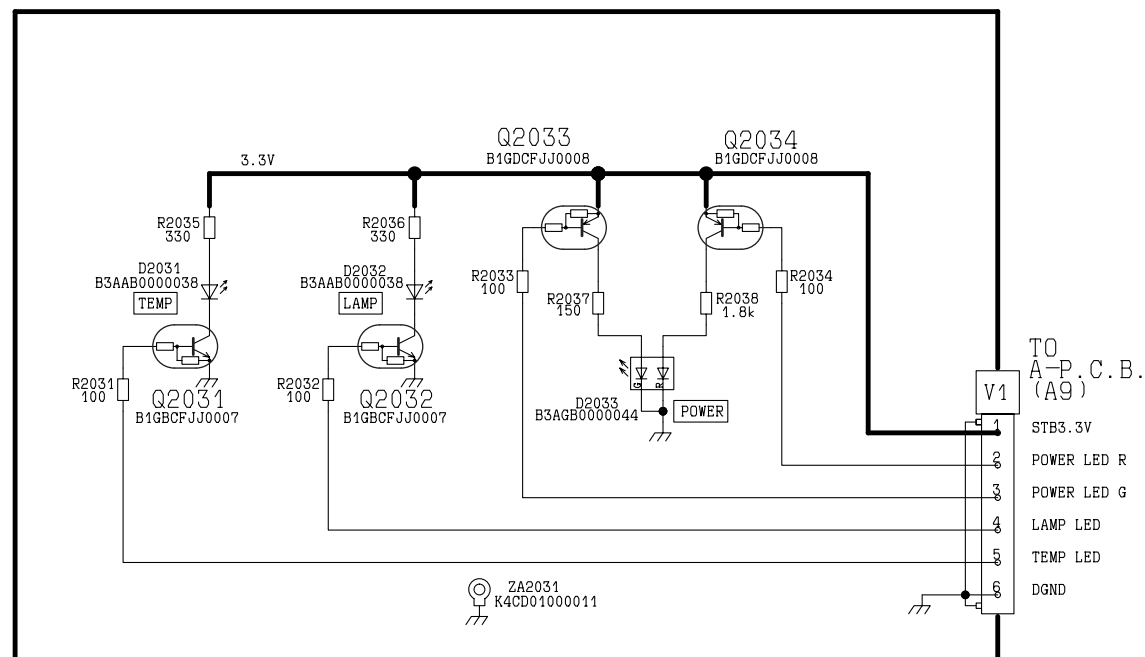 Q2033
B1GDCFJJ0008
Q2034
B1GDCFJJ0008
3.3V
R2035
330
R2036
330
D2031
B3AAB0000038
TEMP
D2032
B3AAB0000038
LAMP
R2033
100
R2037
150
R2038
1.8k
R2034
100
R2031
100
Q2031
B1GBCFJJ0007
R2032
100
Q2032
B1GBCFJJ0007
G
R
D2033
B3AGB0000044
POWER
TO
A-P.C.B.
(A9)
V1
1 STB3.3V
2 POWER LED R
3 POWER LED G
4 LAMP LED
5 TEMP LED
6 DGND
ZA2031
K4CD01000011